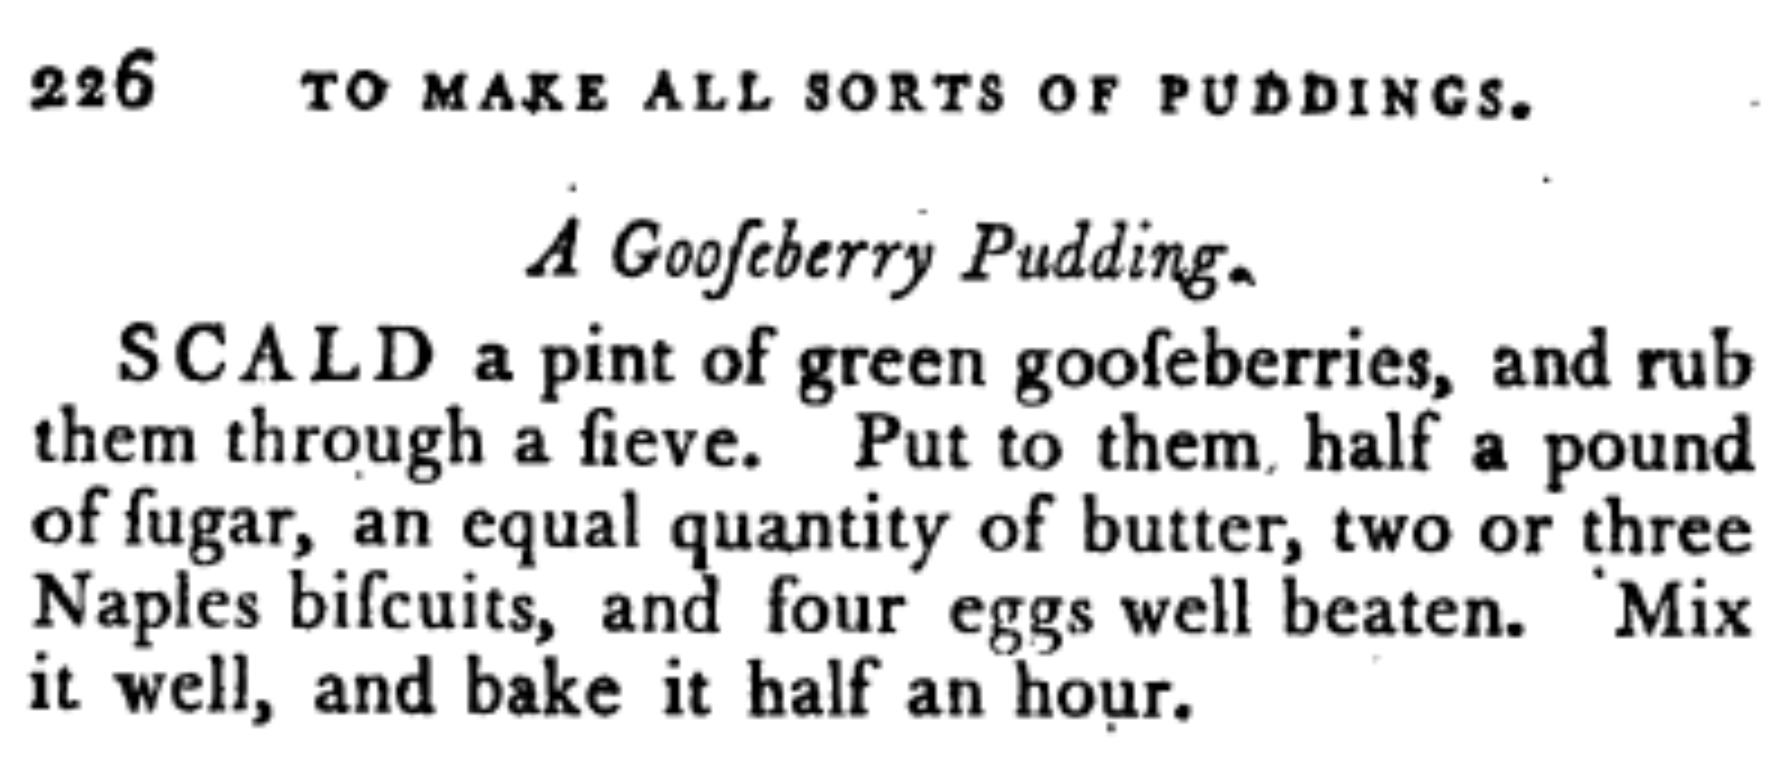 226 TO MAKE ALL SORTS OF PUDDINGS.
A Gooſeberry Pudding.
SCALD a pint of green gooſeberries, and rub
them through a ſieve. Put to them half a pound
of ſugar, an equal quantity of butter, two or three
Naples biſcuits, and four eggs well beaten. Mix
it well, and bake it half an hour.